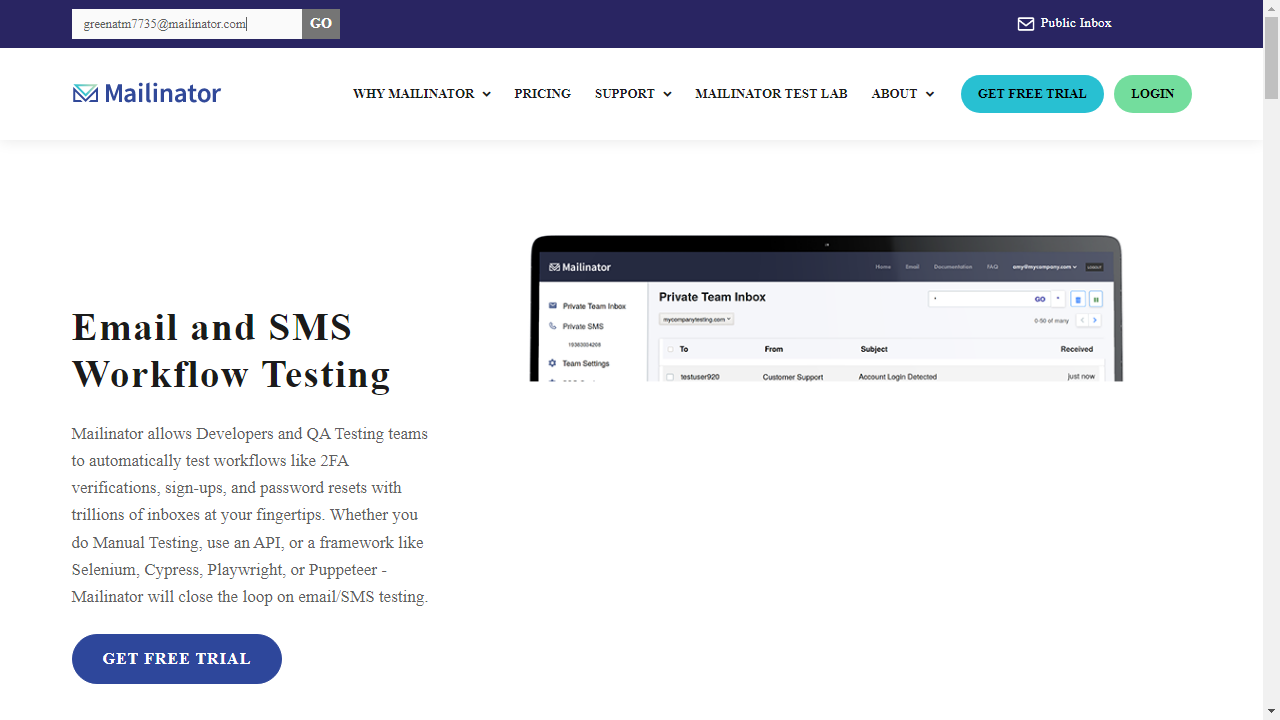 greenatm7735@mailinator.com
GO
Public Inbox
Mailinator
WHY MAILINATOR
PRICING
SUPPORT
MAILINATOR TEST LAB
ABOUT
GET FREE TRIAL
LOGIN
Email and SMS
Workflow Testing
Mailinator allows Developers and QA Testing teams
to automatically test workflows like 2FA
verifications, sign-ups, and password resets with
trillions of inboxes at your fingertips. Whether you
do Manual Testing, use an API, or a framework like
Selenium, Cypress, Playwright, or Puppeteer -
Mailinator will close the loop on email/SMS testing.
GET FREE TRIAL
Mailinator
Home
Email
Documentation
FAQ
amy@mycompany.com
LOGOUT
Private Team Inbox
Private SMS
19383004208
Team Settings
Private Team Inbox
GO
mycompanytesting.com
0-50 of many
To
From
Subject
Received
testuser920
Customer Support
Account Login Detected
just now